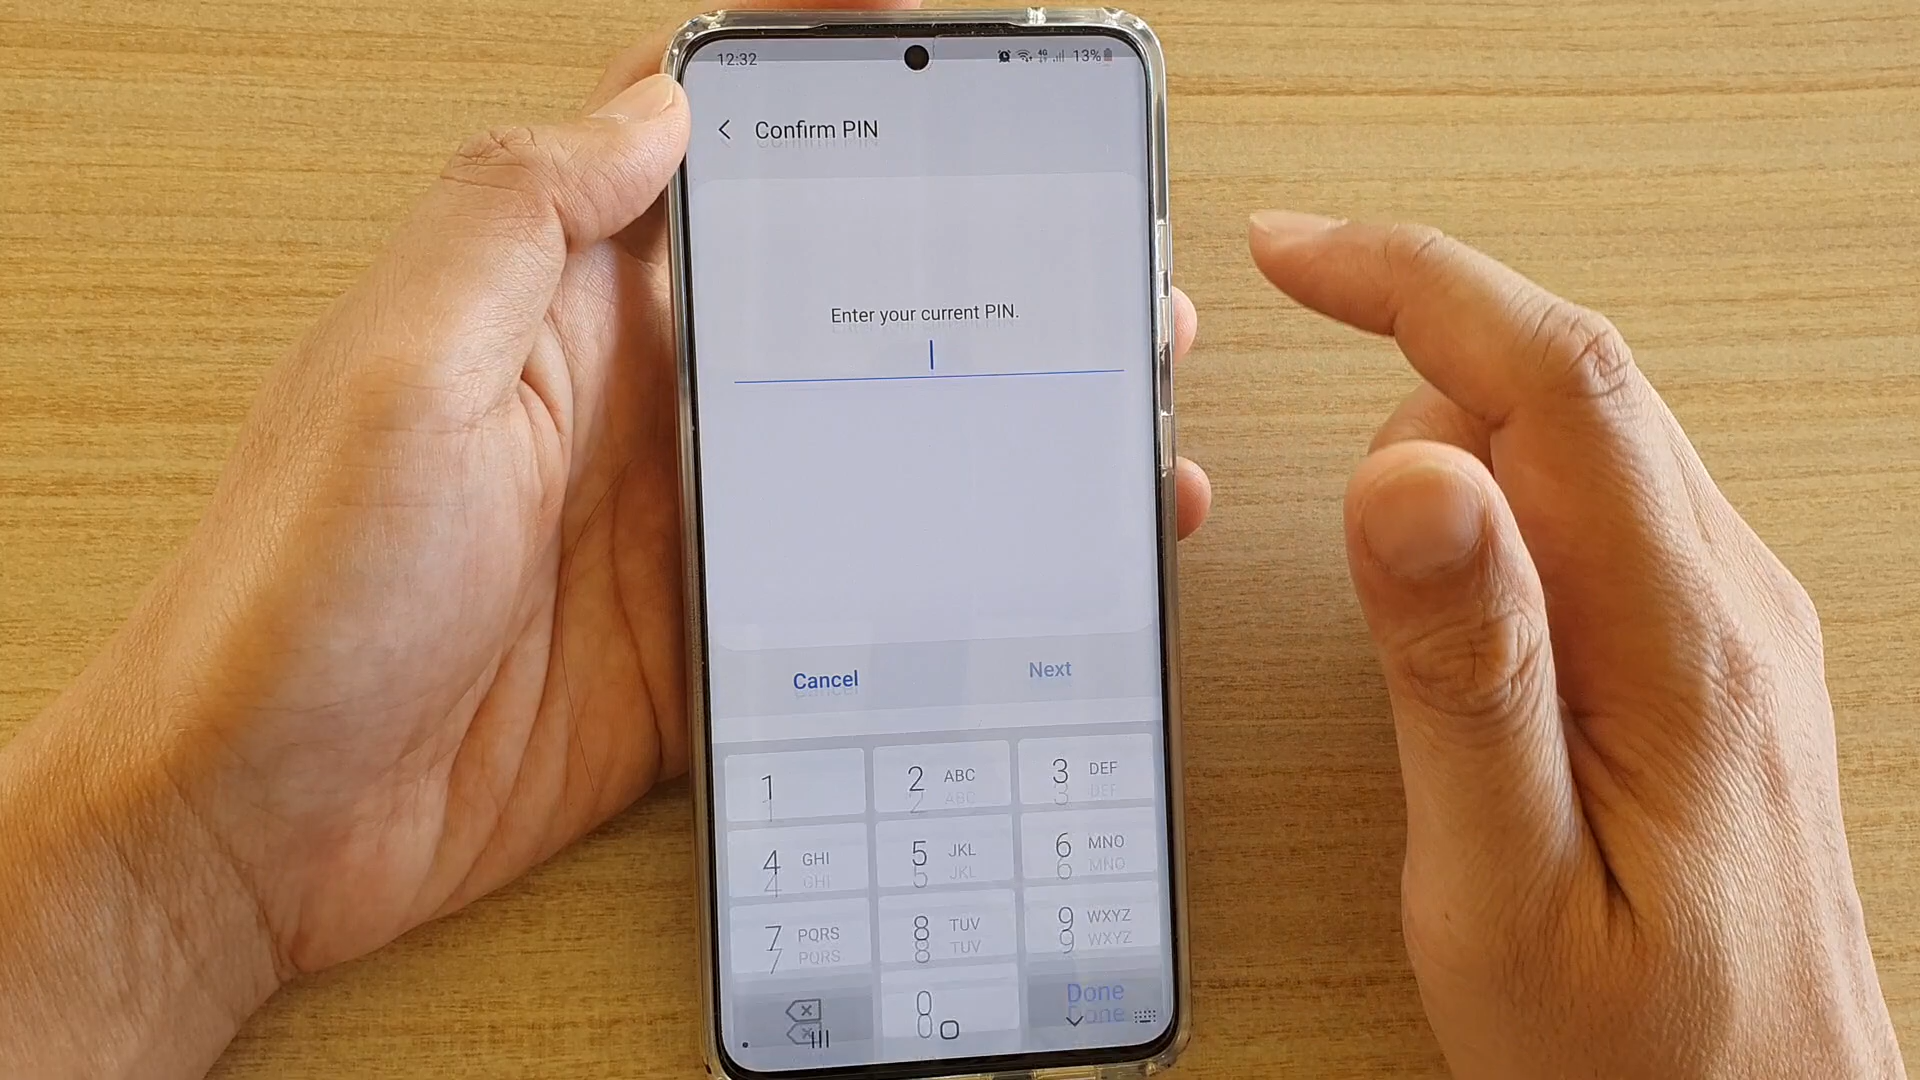 12:32 4G 13%
Confirm PIN
Enter your current PIN.
Cancel Next
1 2 ABC 3 DEF
4 GHI 5 JKL 6 MNO
7 PQRS 8 TUV 9 WXYZ
0 Done